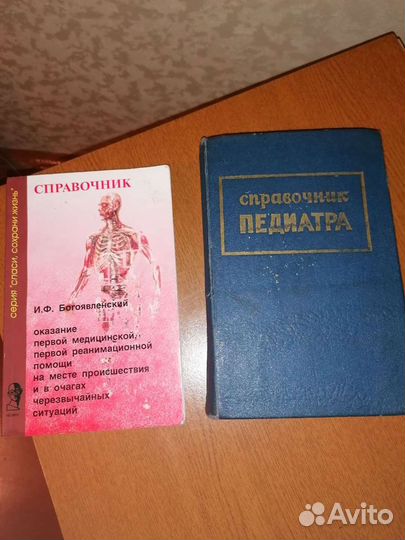 серия "спаси, сохрани жизнь"
СПРАВОЧНИК
И.Ф. Богоявленский
оказание
первой медицинской,
первой реанимационной
помощи
на месте происшествия
и в очагах
черезвычайных
ситуаций
справочник
ПЕДИАТРА
Avito